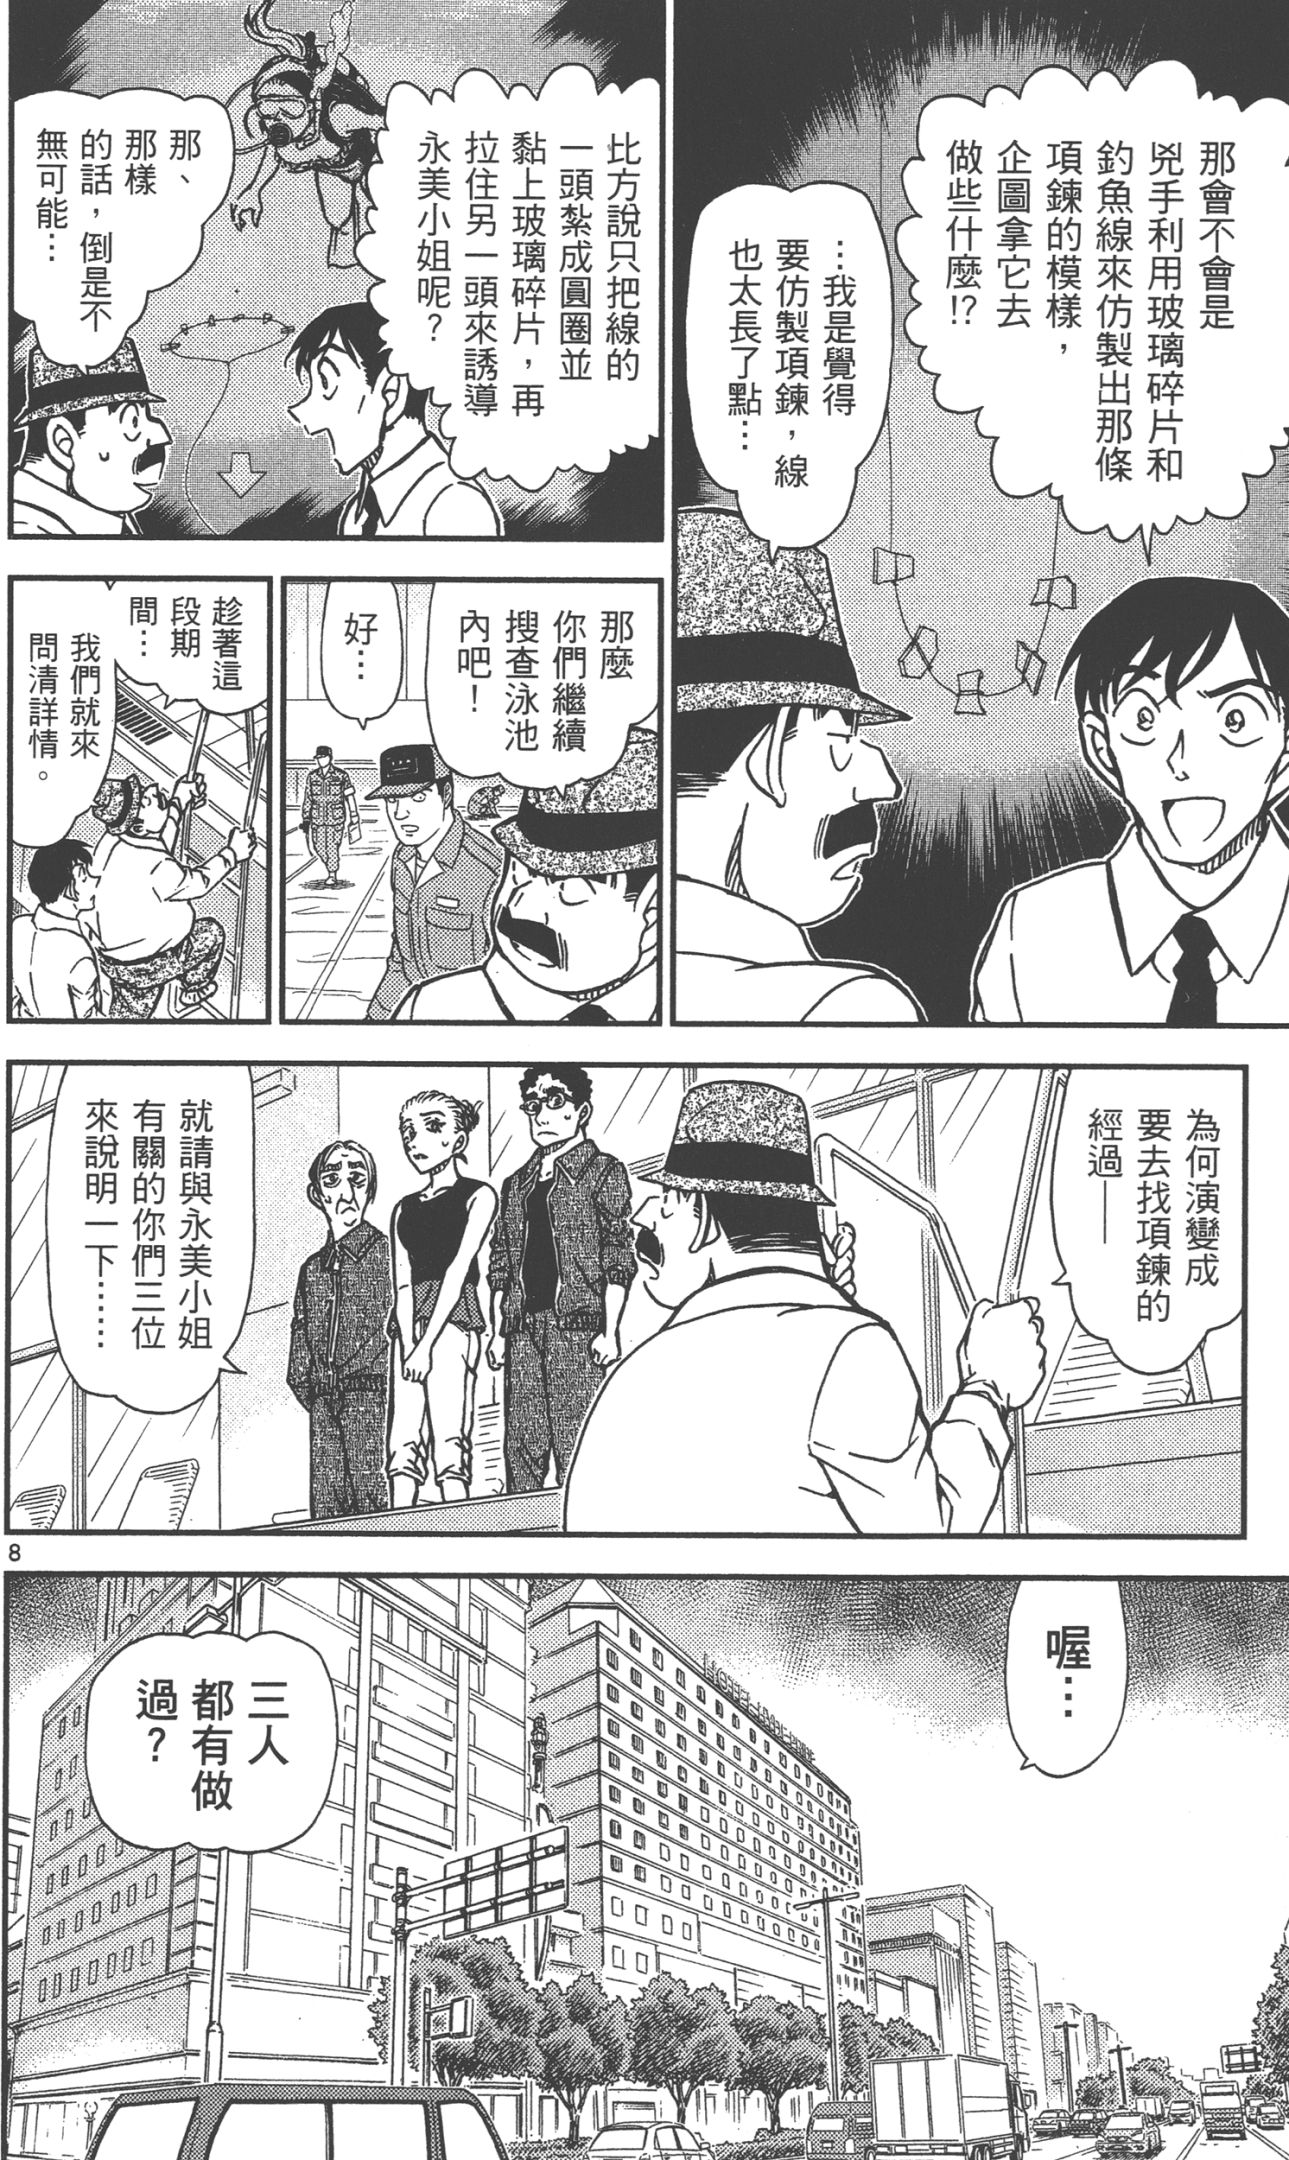 那會不會是
兇手利用玻璃碎片和
釣魚線來仿製出那條
項鍊的模樣，
企圖拿它去
做些什麼!?
…我是覺得
要仿製項鍊，線
也太長了點…
比方說只把線的
一頭紮成圓圈並
黏上玻璃碎片，再
拉住另一頭來誘導
永美小姐呢？
那、
那樣
的話，倒是不
無可能…
那麼
你們繼續
搜查泳池
內吧！
好…
趁著這
段期
間…
我們就來
問清詳情。
為何演變成
要去找項鍊的
經過——
就請與永美小姐
有關的你們三位
來說明一下……
8
喔…
三人
都有做
過？